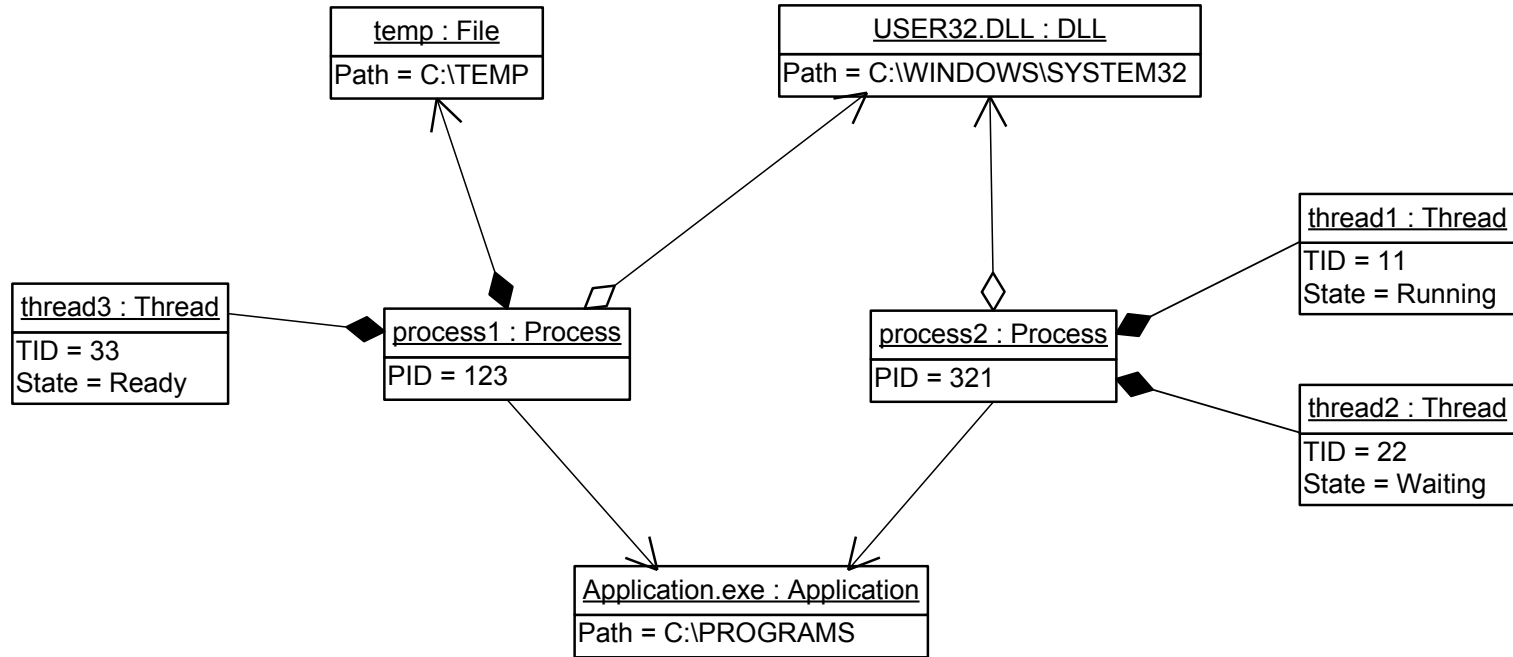 temp : File
Path = C:\TEMP
USER32.DLL : DLL
Path = C:\WINDOWS\SYSTEM32
thread1 : Thread
TID = 11
State = Running
thread3 : Thread
TID = 33
State = Ready
process1 : Process
PID = 123
process2 : Process
PID = 321
thread2 : Thread
TID = 22
State = Waiting
Application.exe : Application
Path = C:\PROGRAMS